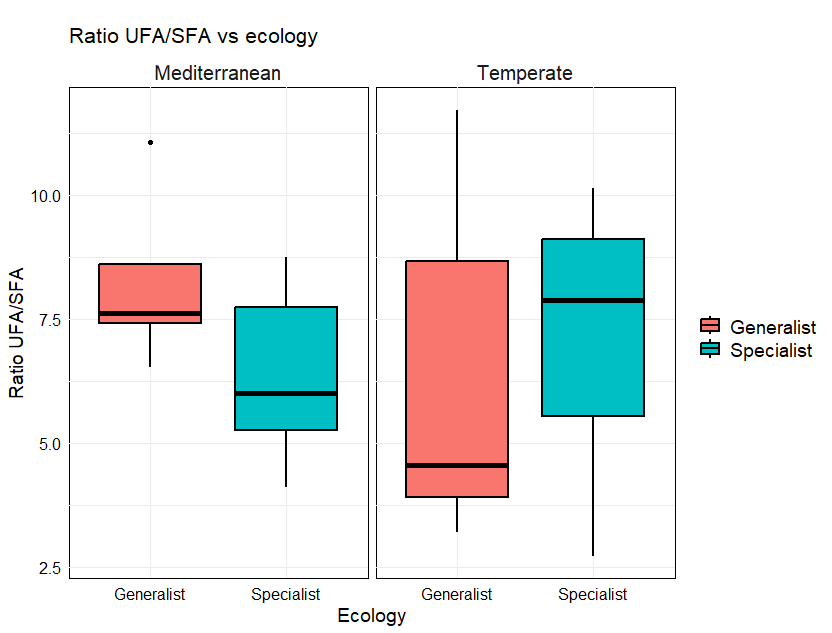 Ratio UFA/SFA vs ecology
Mediterranean
Temperate
Ratio UFA/SFA
10.0
7.5
5.0
2.5
Generalist
Specialist
Generalist
Specialist
Ecology
Generalist
Specialist